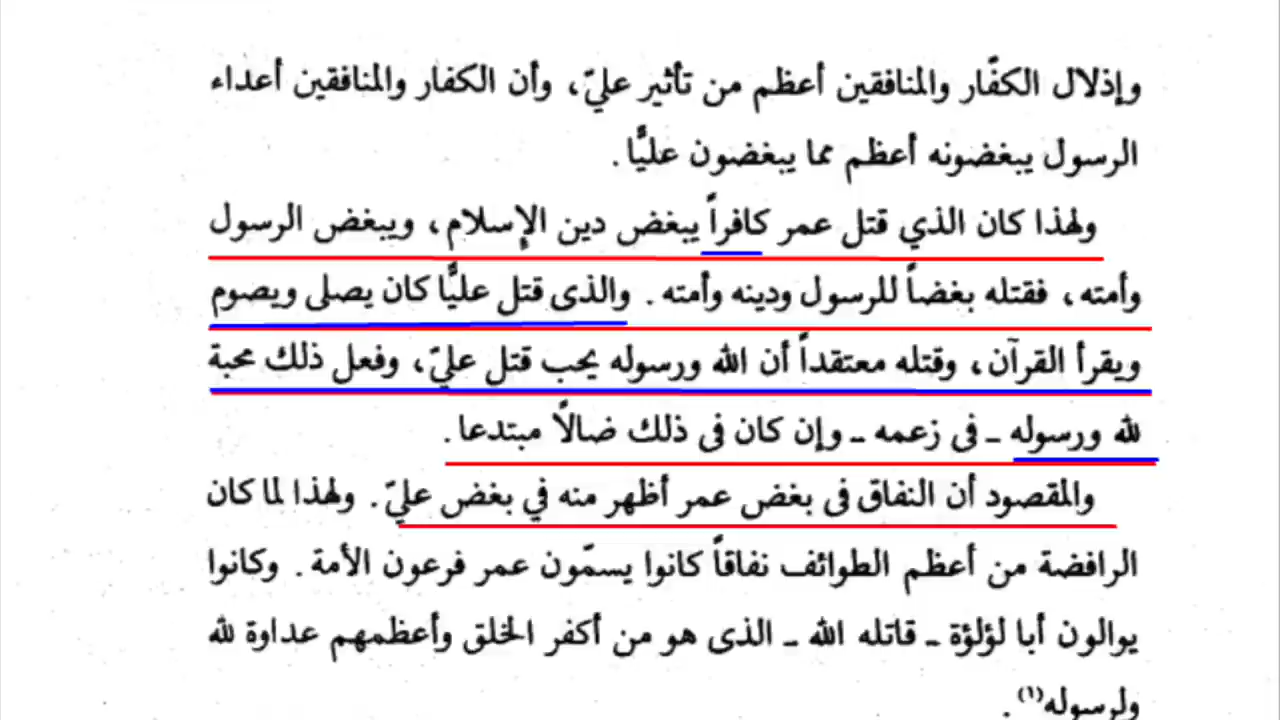 وإذلال الكفّار والمنافقين أعظم من تأثير عليّ، وأن الكفار والمنافقين أعداء
الرسول يبغضونه أعظم مما يبغضون عليًّا.
ولهذا كان الذي قتل عمر كافراً يبغض دين الإسلام، ويبغض الرسول
وأمته، فقتله بغضاً للرسول ودينه وأمته. والذى قتل عليًّا كان يصلى ويصوم
ويقرأ القرآن، وقتله معتقداً أن الله ورسوله يحب قتل عليّ، وفعل ذلك محبة
لله ورسوله ـ فى زعمه ـ وإن كان فى ذلك ضالاًّ مبتدعا.
والمقصود أن النفاق فى بغض عمر أظهر منه في بغض عليّ. ولهذا لما كان
الرافضة من أعظم الطوائف نفاقاً كانوا يسمّون عمر فرعون الأمة. وكانوا
يوالون أبا لؤلؤة ـ قاتله الله ـ الذى هو من أكفر الخلق وأعظمهم عداوة لله
ولرسوله(١).